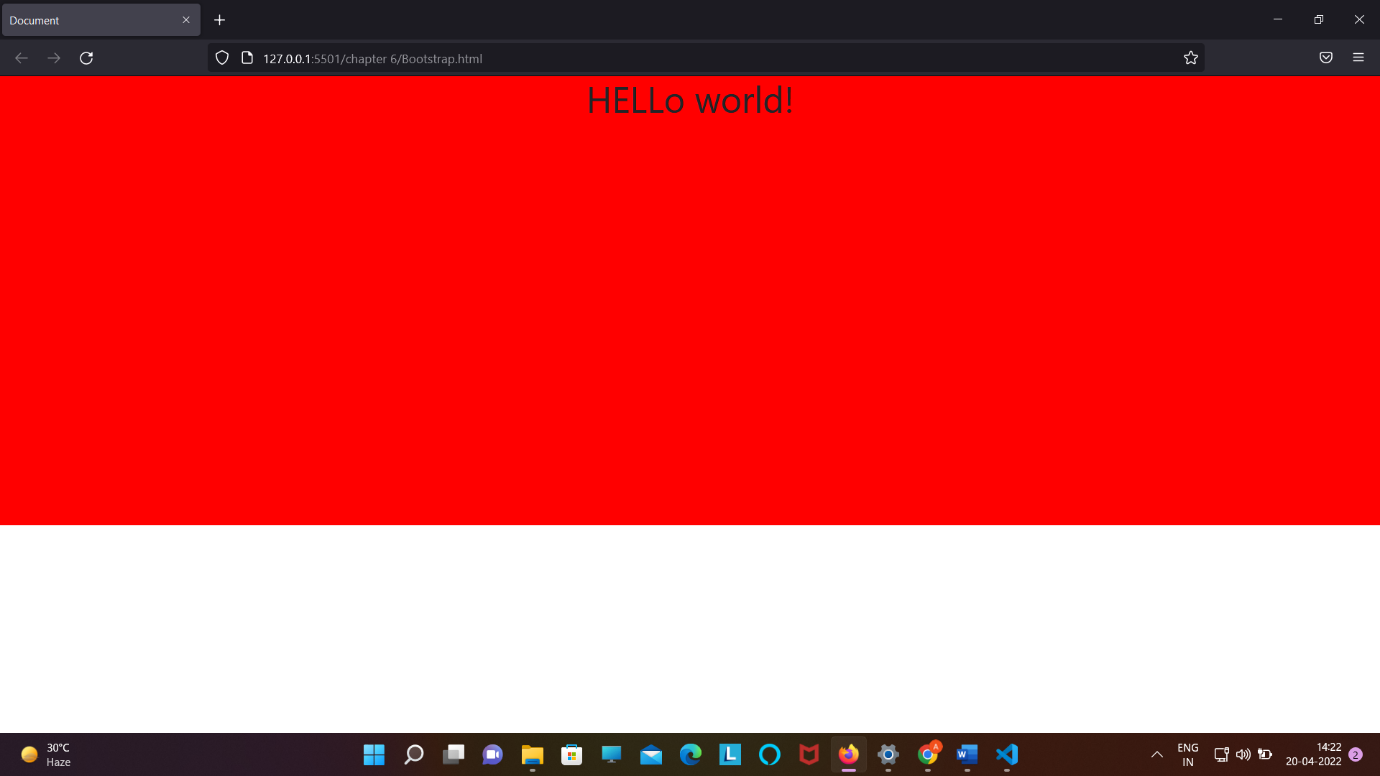 Document
127.0.0.1:5501/chapter 6/Bootstrap.html
HELLo world!
30°C
Haze
L
A
W
ENG
IN
14:22
20-04-2022
2